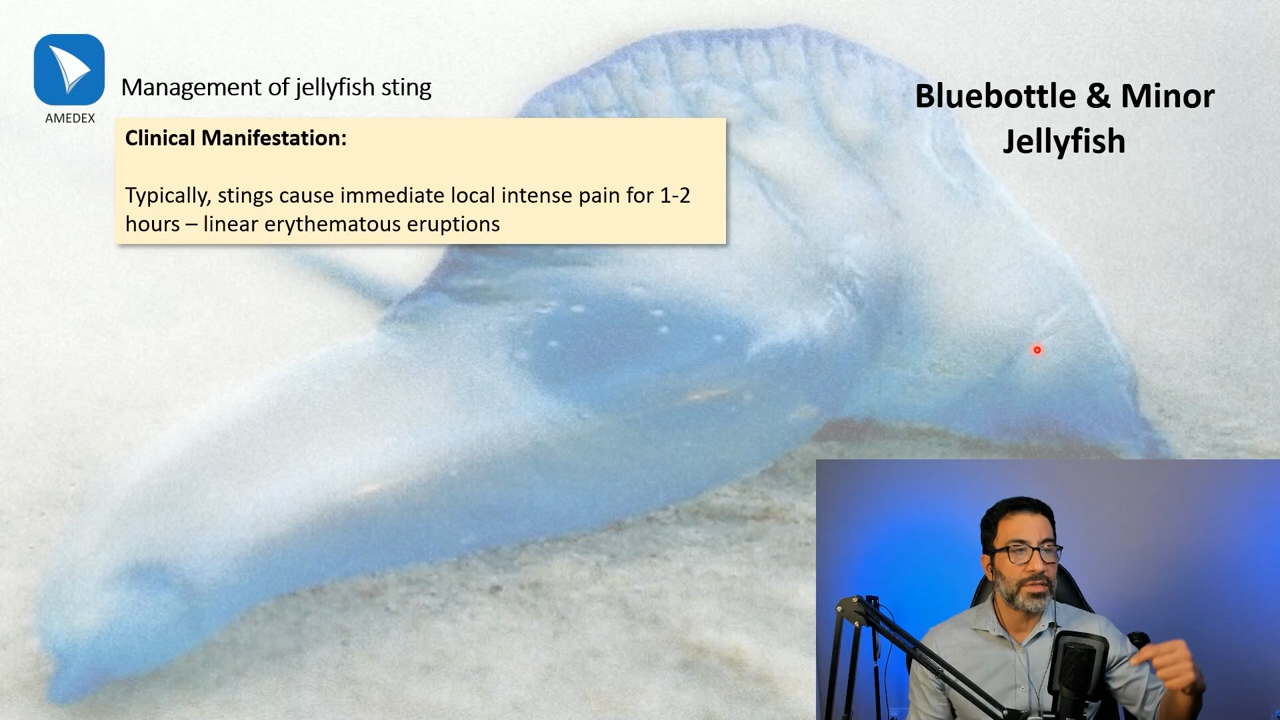 AMEDEX
Management of jellyfish sting
Bluebottle & Minor
Jellyfish
Clinical Manifestation:
Typically, stings cause immediate local intense pain for 1-2
hours – linear erythematous eruptions